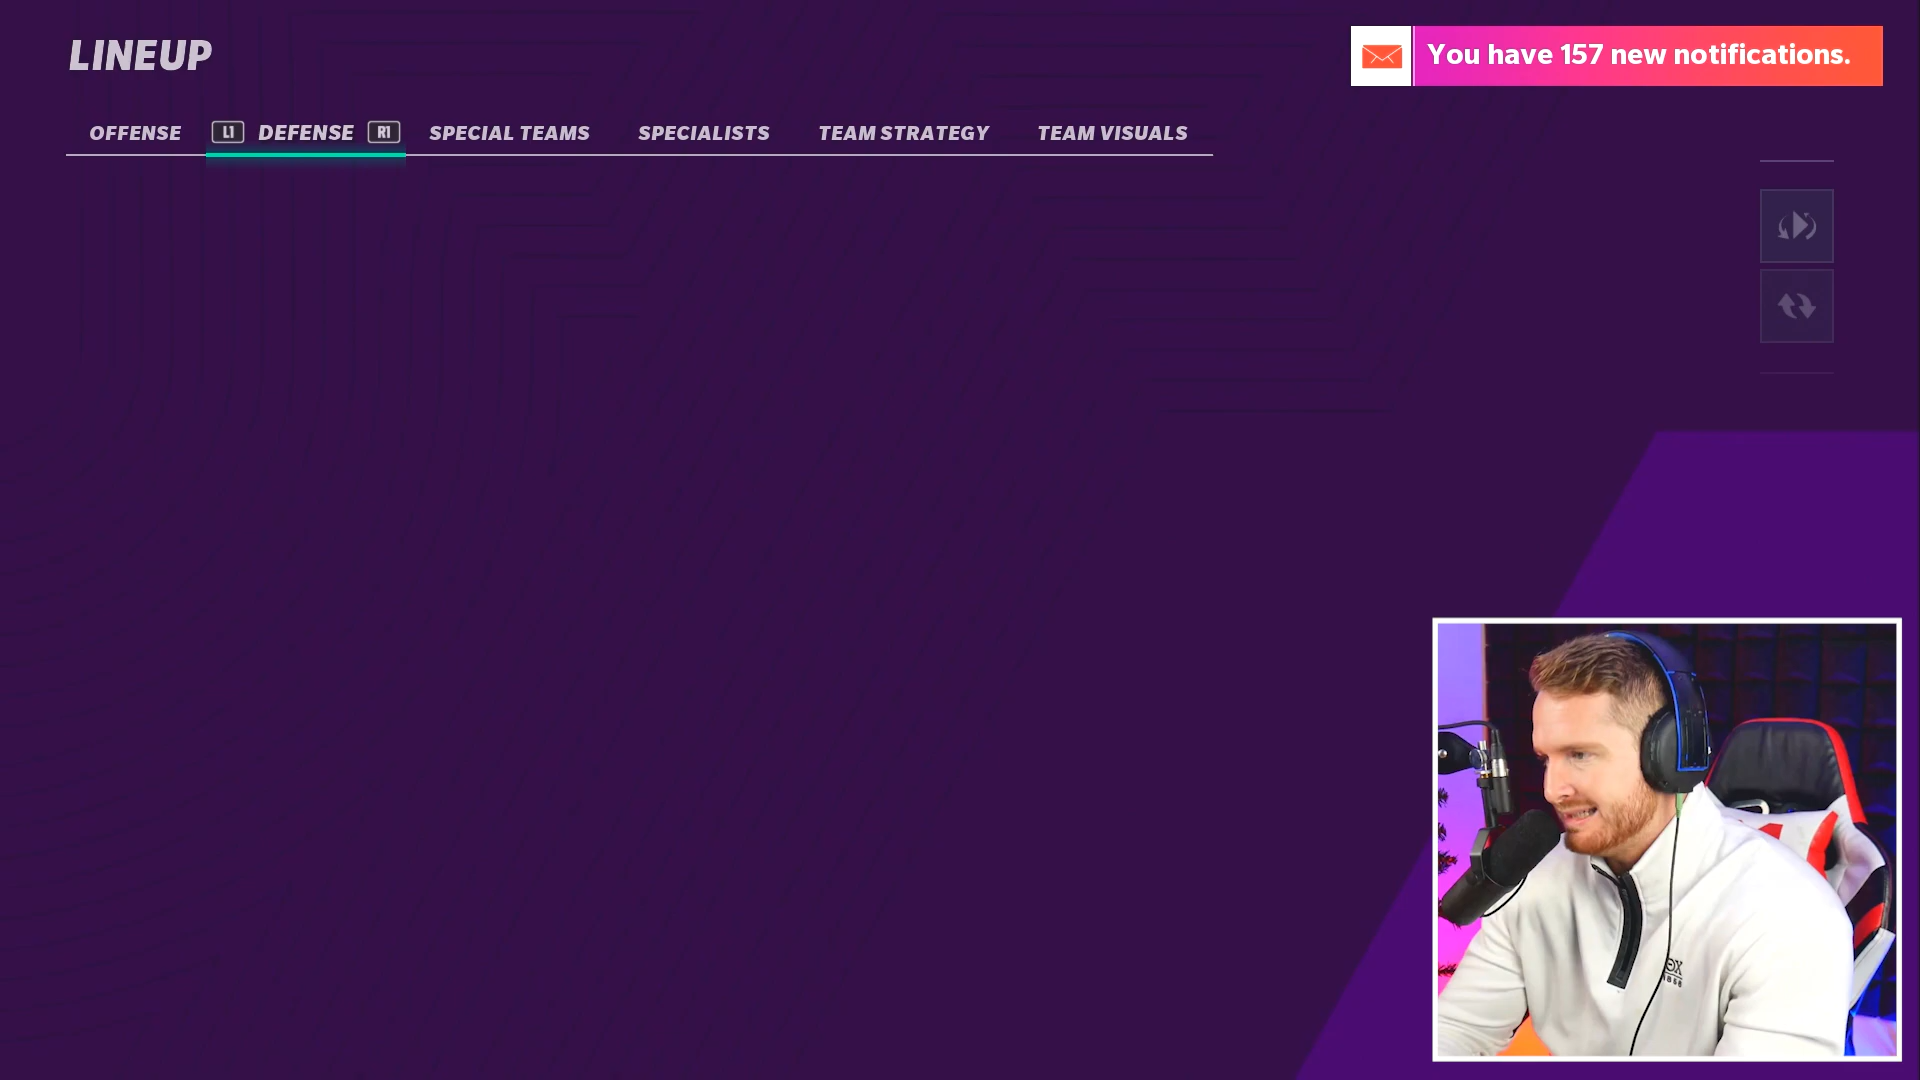 LINEUP
You have 157 new notifications.
OFFENSE L1 DEFENSE R1 SPECIAL TEAMS SPECIALISTS TEAM STRATEGY TEAM VISUALS